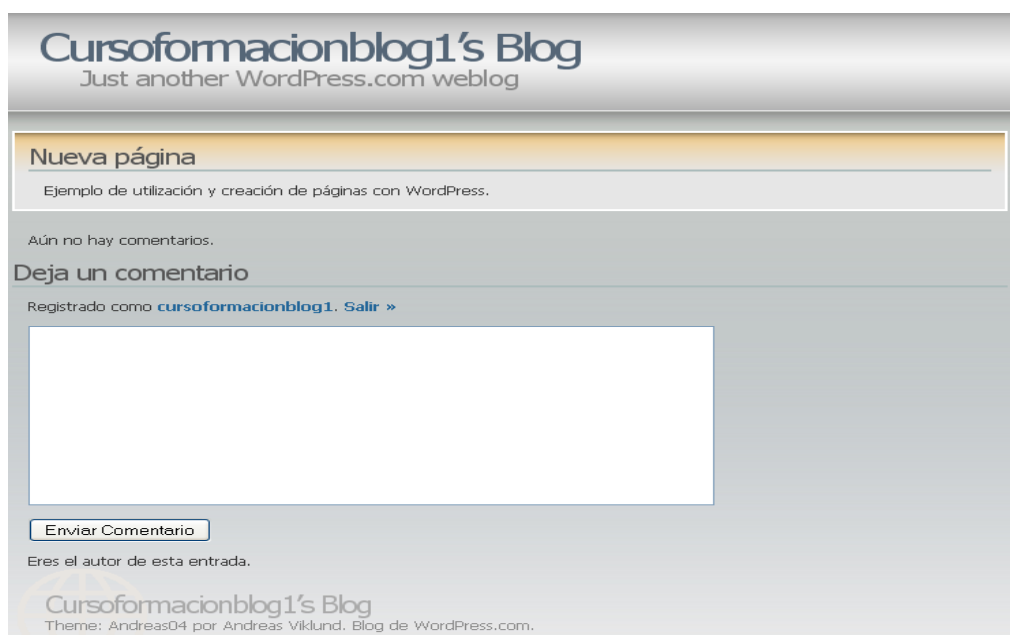 Cursoformacionblog1's Blog
Just another WordPress.com weblog
Nueva página
Ejemplo de utilización y creación de páginas con WordPress.
Aún no hay comentarios.
Deja un comentario
Registrado como cursoformacionblog1. Salir »
Enviar Comentario
Eres el autor de esta entrada.
Cursoformacionblog1's Blog
Theme: Andreas04 por Andreas Viklund. Blog de WordPress.com.